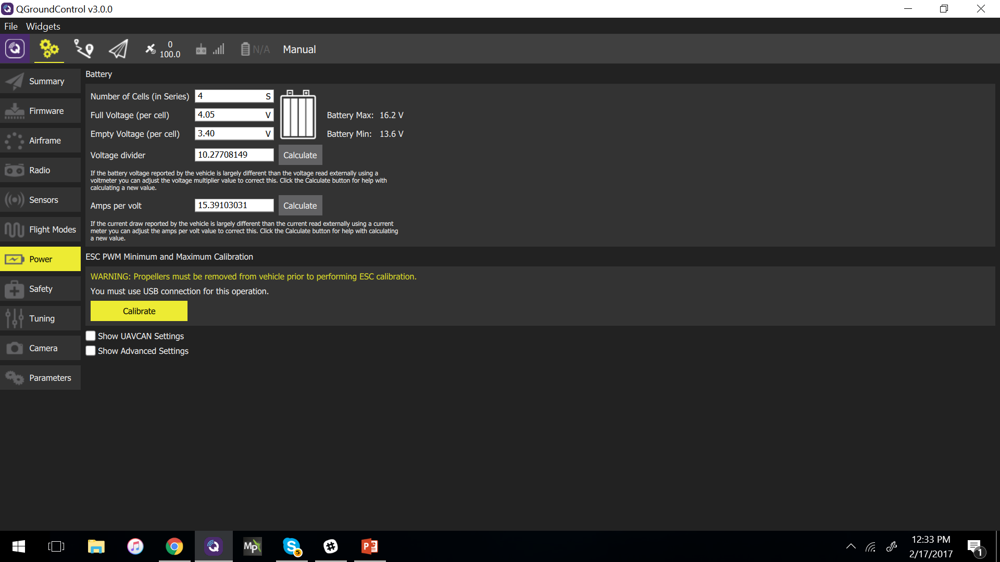 QGroundControl v3.0.0
File Widgets
0
100.0
N/A
Manual
Summary
Firmware
Airframe
Radio
Sensors
Flight Modes
Power
Safety
Tuning
Camera
Parameters
Battery
Number of Cells (in Series) 4 S
Full Voltage (per cell) 4.05 V Battery Max: 16.2 V
Empty Voltage (per cell) 3.40 V Battery Min: 13.6 V
Voltage divider 10.27708149 Calculate
If the battery voltage reported by the vehicle is largely different than the voltage read externally using a
voltmeter you can adjust the voltage multiplier value to correct this. Click the Calculate button for help with
calculating a new value.
Amps per volt 15.39103031 Calculate
If the current draw reported by the vehicle is largely different than the current read externally using a current
meter you can adjust the amps per volt value to correct this. Click the Calculate button for help with calculating
a new value.
ESC PWM Minimum and Maximum Calibration
WARNING: Propellers must be removed from vehicle prior to performing ESC calibration.
You must use USB connection for this operation.
Calibrate
Show UAVCAN Settings
Show Advanced Settings
Mp
5
12:33 PM
2/17/2017
1